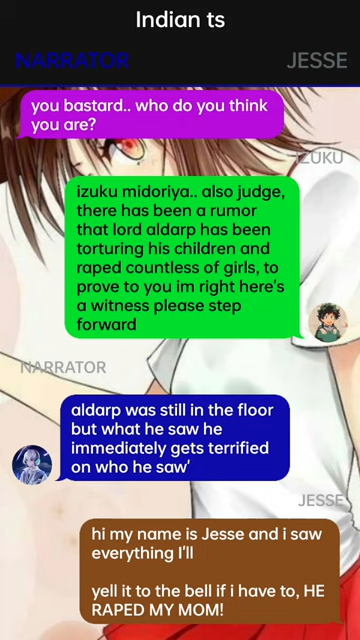 Indian ts
NARRATOR
JESSE
you bastard.. who do you think
you are?
IZUKU
izuku midoriya.. also judge,
there has been a rumor
that lord aldarp has been
torturing his children and
raped countless of girls, to
prove to you im right here's
a witness please step
forward
NARRATOR
aldarp was still in the floor
but what he saw he
immediately gets terrified
on who he saw'
JESSE
hi my name is Jesse and i saw
everything I'll
yell it to the bell if i have to, HE
RAPED MY MOM!